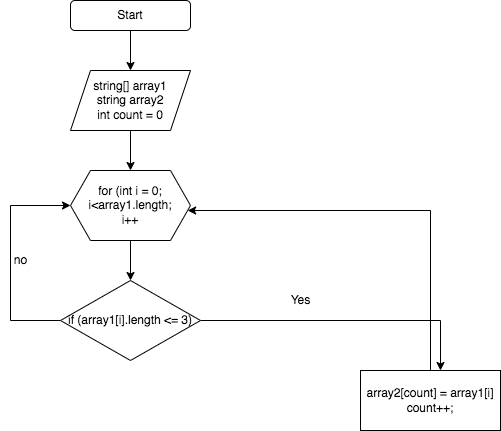 Start
string[] array1
string array2
int count = 0
for (int i = 0;
i<array1.length;
i++
no
if (array1[i].length <= 3)
Yes
array2[count] = array1[i]
count++;